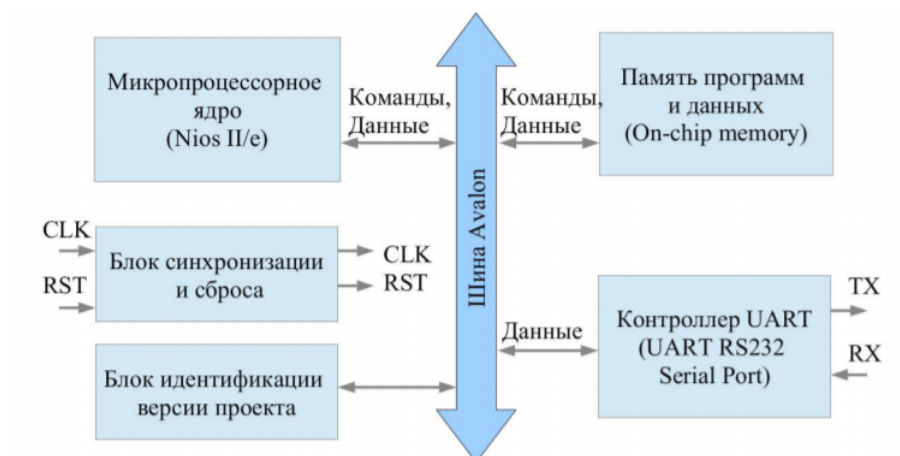 Микропроцессорное
ядро
(Nios II/e)
Команды,
Данные
Шина Avalon
Команды,
Данные
Память программ
и данных
(On-chip memory)
CLK
RST
Блок синхронизации
и сброса
CLK
RST
Блок идентификации
версии проекта
Данные
Контроллер UART
(UART RS232
Serial Port)
TX
RX